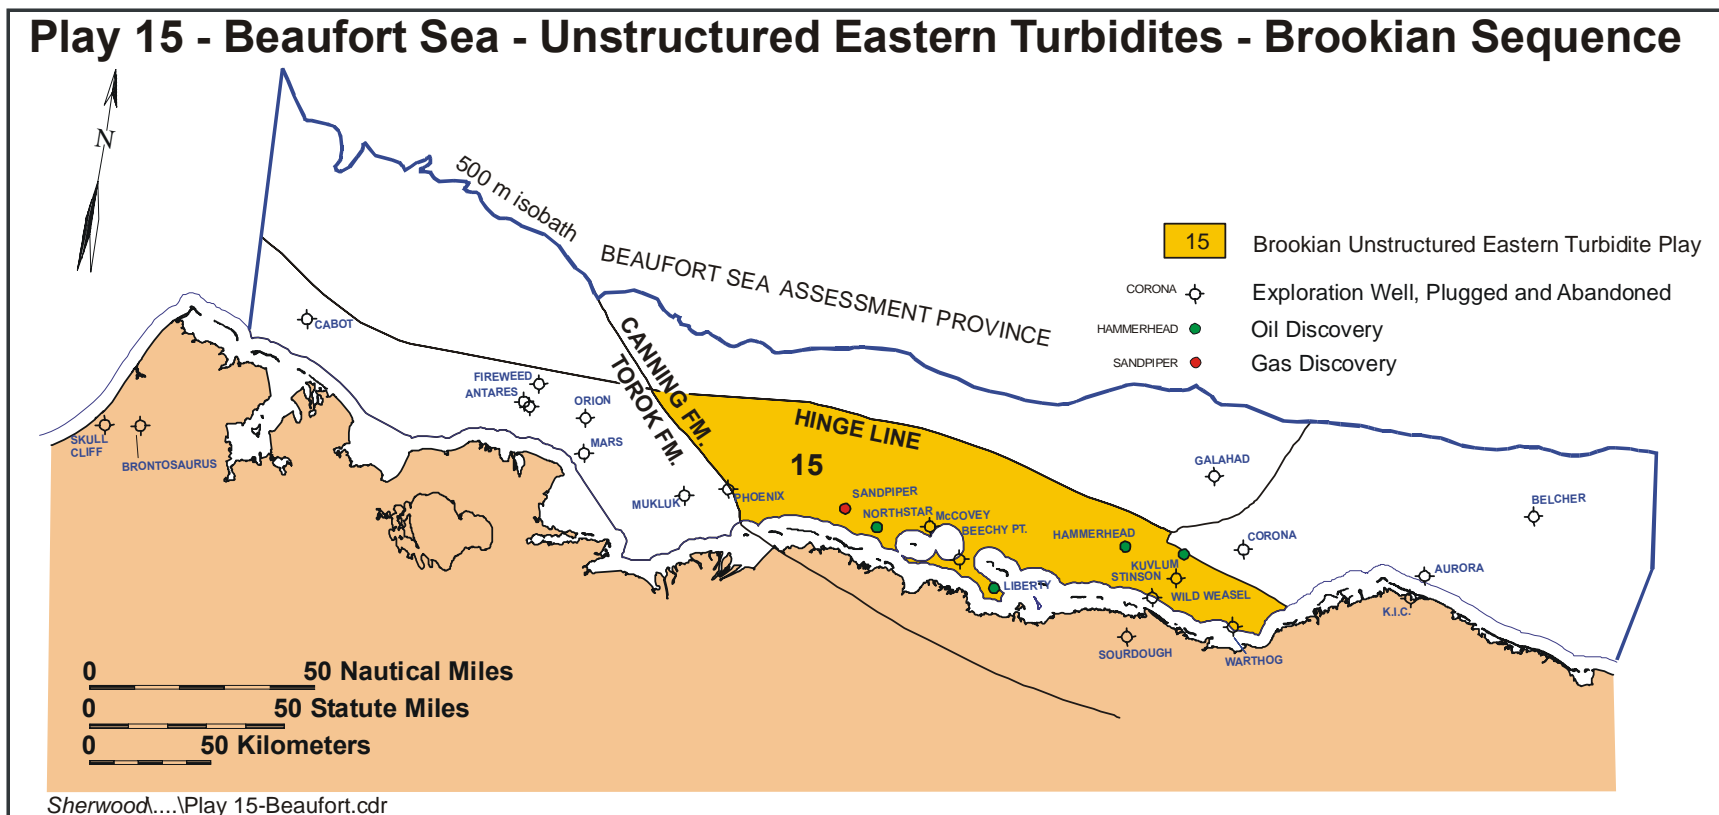 Play 15 - Beaufort Sea - Unstructured Eastern Turbidites - Brookian Sequence
N
500 m isobath
BEAUFORT SEA ASSESSMENT PROVINCE
15
Brookian Unstructured Eastern Turbidite Play
CORONA
Exploration Well, Plugged and Abandoned
HAMMERHEAD
Oil Discovery
SANDPIPER
Gas Discovery
CABOT
CANNING FM.
TOROK FM.
FIREWEED
ANTARES
ORION
MARS
HINGE LINE
15
SKULL
CLIFF
BRONTOSAURUS
MUKLUK
PHOENIX
SANDPIPER
NORTHSTAR
McCOVEY
BEECHY PT.
LIBERTY
HAMMERHEAD
KUVLUM
STINSON
WILD WEASEL
GALAHAD
CORONA
BELCHER
AURORA
K.I.C.
SOURDOUGH
WARTHOG
0 50 Nautical Miles
0 50 Statute Miles
0 50 Kilometers
Sherwood\....\Play 15-Beaufort.cdr